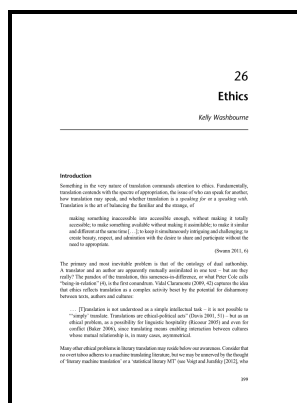 26
Ethics
Kelly Washbourne
Introduction
Something in the very nature of translation commands attention to ethics. Fundamentally,
translation contends with the spectre of appropriation, the issue of who can speak for another,
how translation may speak, and whether translation is a speaking for or a speaking with.
Translation is the art of balancing the familiar and the strange, of
making something inaccessible into accessible enough, without making it totally
accessible; to make something available without making it assimilable; to make it similar
and different at the same time […]; to keep it simultaneously intriguing and challenging; to
create beauty, respect, and admiration with the desire to share and participate without the
need to appropriate.
(Swann 2011, 6)
The primary and most inevitable problem is that of the ontology of dual authorship.
A translator and an author are apparently mutually assimilated in one text – but are they
really? The paradox of the translation, this sameness-in-difference, or what Peter Cole calls
“being-in-relation” (4), is the first conundrum. Vidal Claramonte (2009, 42) captures the idea
that ethics reflects translation as a complex activity beset by the potential for disharmony
between texts, authors and cultures:
… [T]ranslation is not understood as a simple intellectual task – it is not possible to
“‘simply’ translate. Translations are ethical-political acts” (Davis 2001, 51) – but as an
ethical problem, as a possibility for linguistic hospitality (Ricoeur 2005) and even for
conflict (Baker 2006), since translating means enabling interaction between cultures
whose mutual relationship is, in many cases, asymmetrical.
Many other ethical problems in literary translation may reside below our awareness. Consider that
no overt taboo adheres to a machine translating literature, but we may be unnerved by the thought
of ‘literary machine translation’ or a ‘statistical literary MT’ (see Voigt and Jurafsky [2012], who
399